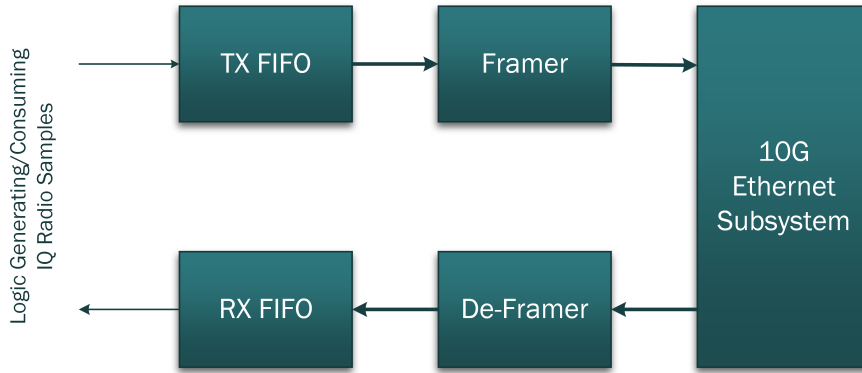 Logic Generating/Consuming
IQ Radio Samples
TX FIFO
Framer
10G
Ethernet
Subsystem
RX FIFO
De-Framer